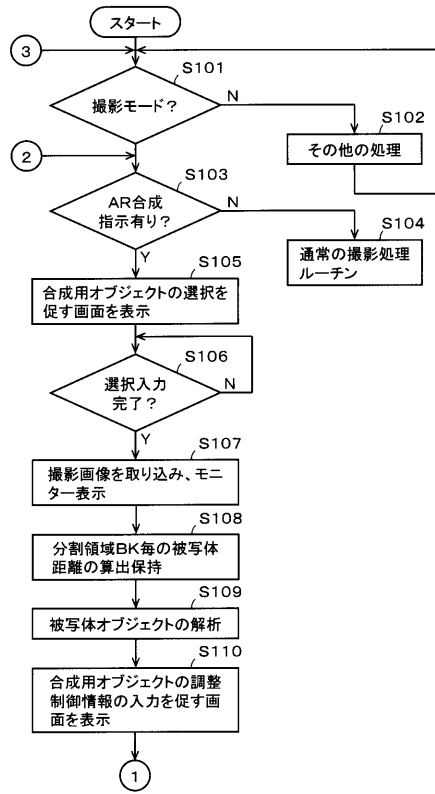 スタート
3
S101
撮影モード?
N
S102
その他の処理
2
S103
AR合成
指示有り?
N
S104
通常の撮影処理
ルーチン
Y
S105
合成用オブジェクトの選択を
促す画面を表示
S106
選択入力
完了?
N
Y
S107
撮影画像を取り込み、モニ
ター表示
S108
分割領域BK毎の被写体
距離の算出保持
S109
被写体オブジェクトの解析
S110
合成用オブジェクトの調整
制御情報の入力を促す画
面を表示
1